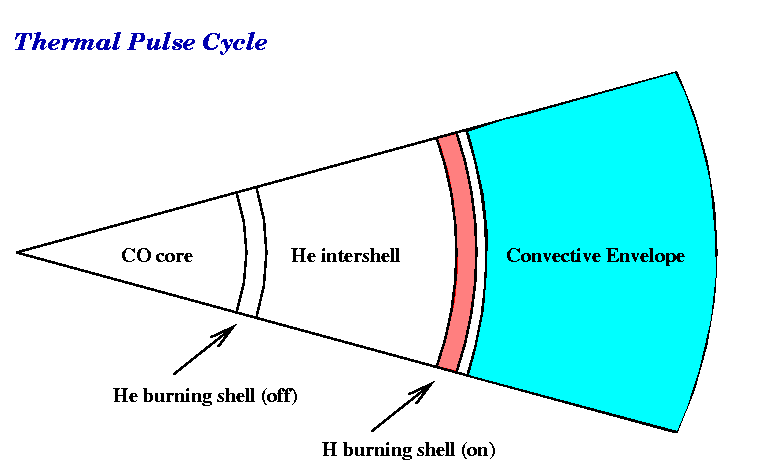 Thermal Pulse Cycle
CO core
He intershell
Convective Envelope
He burning shell (off)
H burning shell (on)